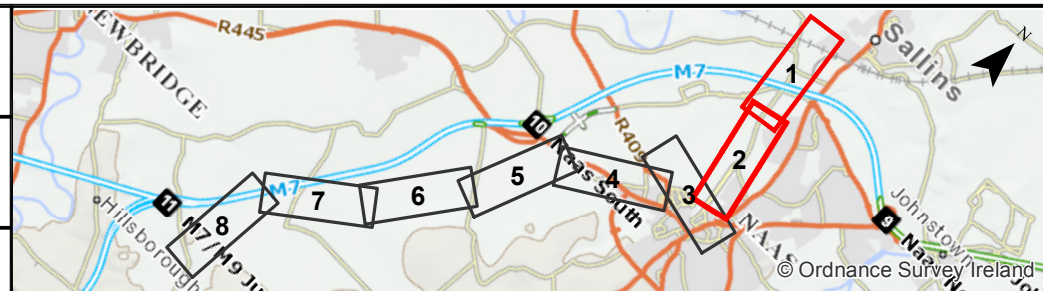 NEWBRIDGE
R445
M7
Sallins
N
1
10
R409
2
Naas South
5
4
3
6
7
M7
8
11
M7/M9 Ju
Hillsborough
NAAS
9
Johnstown
Naas N
© Ordnance Survey Ireland